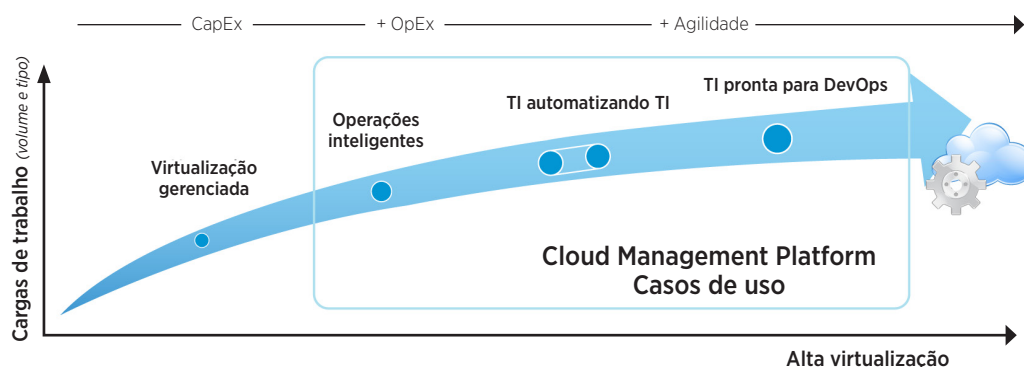 CapEx
+ OpEx
+ Agilidade
Cargas de trabalho (volume e tipo)
Virtualização
gerenciada
Operações
inteligentes
TI automatizando TI
TI pronta para DevOps
Cloud Management Platform
Casos de uso
Alta virtualização